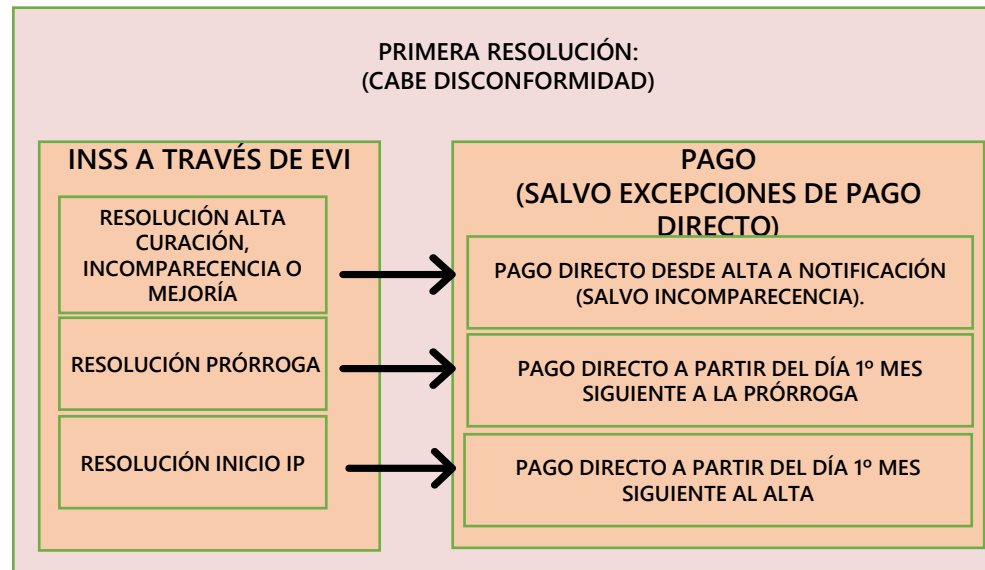 PRIMERA RESOLUCIÓN:
(CABE DISCONFORMIDAD)
INSS A TRAVÉS DE EVI
RESOLUCIÓN ALTA
CURACIÓN,
INCOMPARECENCIA O
MEJORÍA
RESOLUCIÓN PRÓRROGA
RESOLUCIÓN INICIO IP
PAGO
(SALVO EXCEPCIONES DE PAGO
DIRECTO)
PAGO DIRECTO DESDE ALTA A NOTIFICACIÓN
(SALVO INCOMPARECENCIA).
PAGO DIRECTO A PARTIR DEL DÍA 1º MES
SIGUIENTE A LA PRÓRROGA
PAGO DIRECTO A PARTIR DEL DÍA 1º MES
SIGUIENTE AL ALTA